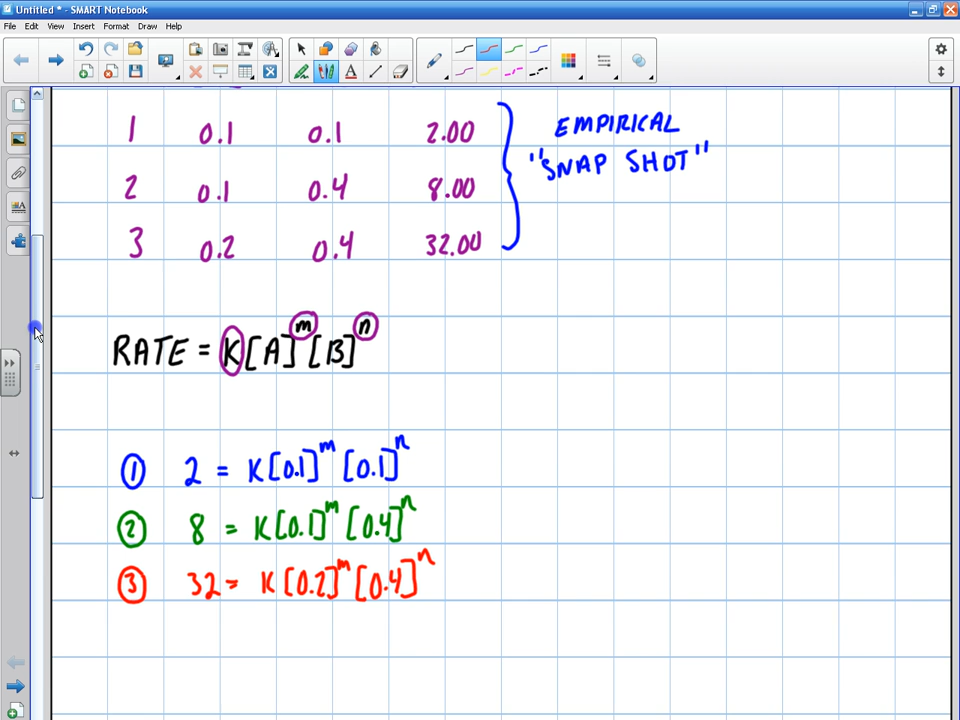 Untitled * - SMART Notebook
File Edit View Insert Format Draw Help
1 0.1 0.1 2.00
2 0.1 0.4 8.00
3 0.2 0.4 32.00
EMPIRICAL
"SNAP SHOT"
RATE = K[A]^m [B]^n
① 2 = K[0.1]^m [0.1]^n
② 8 = K[0.1]^m [0.4]^n
③ 32 = K[0.2]^m [0.4]^n